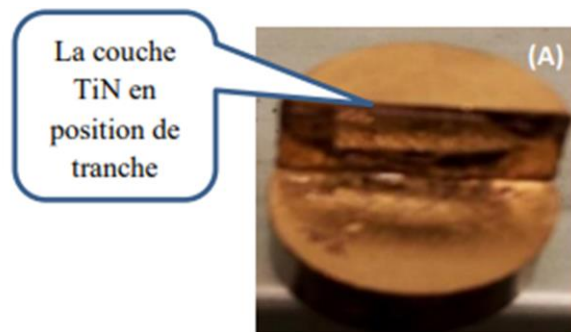 La couche
TiN en
position de
tranche
(A)